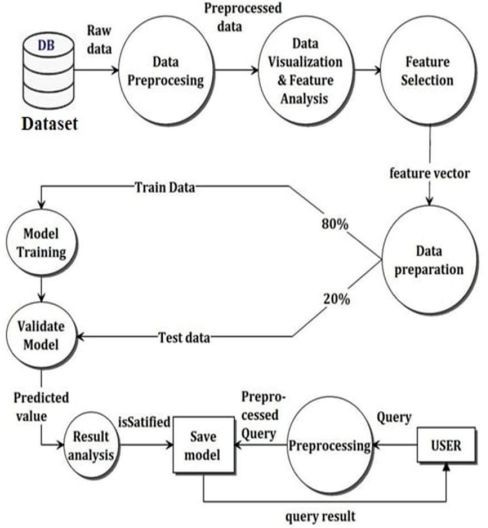 Preprocessed
data
Raw
data
DB
Dataset
Data
Preprocesing
Data
Visualization
& Feature
Analysis
Feature
Selection
feature vector
Train Data
80%
Data
preparation
20%
Test data
Model
Training
Validate
Model
Predicted
value
Result
analysis
isSatified
Save
model
Prepro-
cessed
Query
Preprocessing
Query
USER
query result